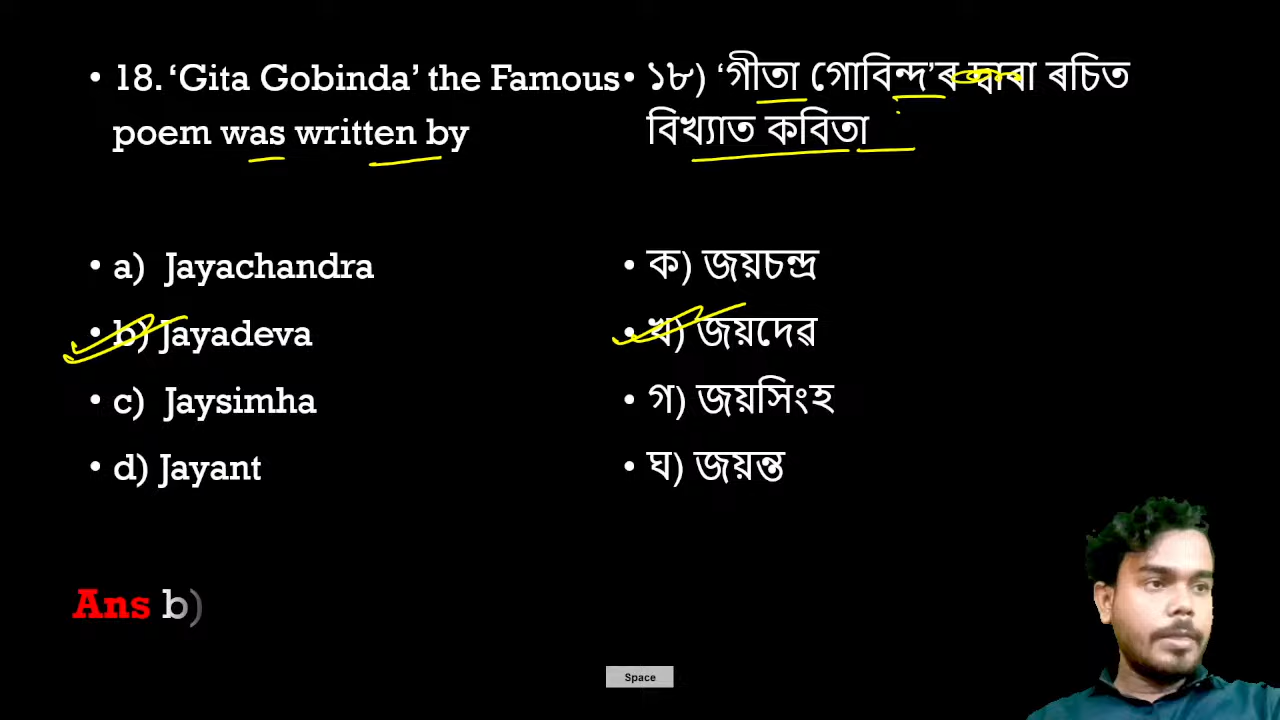 • 18. ‘Gita Gobinda’ the Famous
poem was written by
• a) Jayachandra
• b) Jayadeva
• c) Jaysimha
• d) Jayant
Ans b)
• ১৮) ‘গীতা গোবিন্দ’ৰ দ্বাৰা ৰচিত
বিখ্যাত কবিতা
• ক) জয়চন্দ্ৰ
• খ) জয়দেৱ
• গ) জয়সিংহ
• ঘ) জয়ন্ত
Space